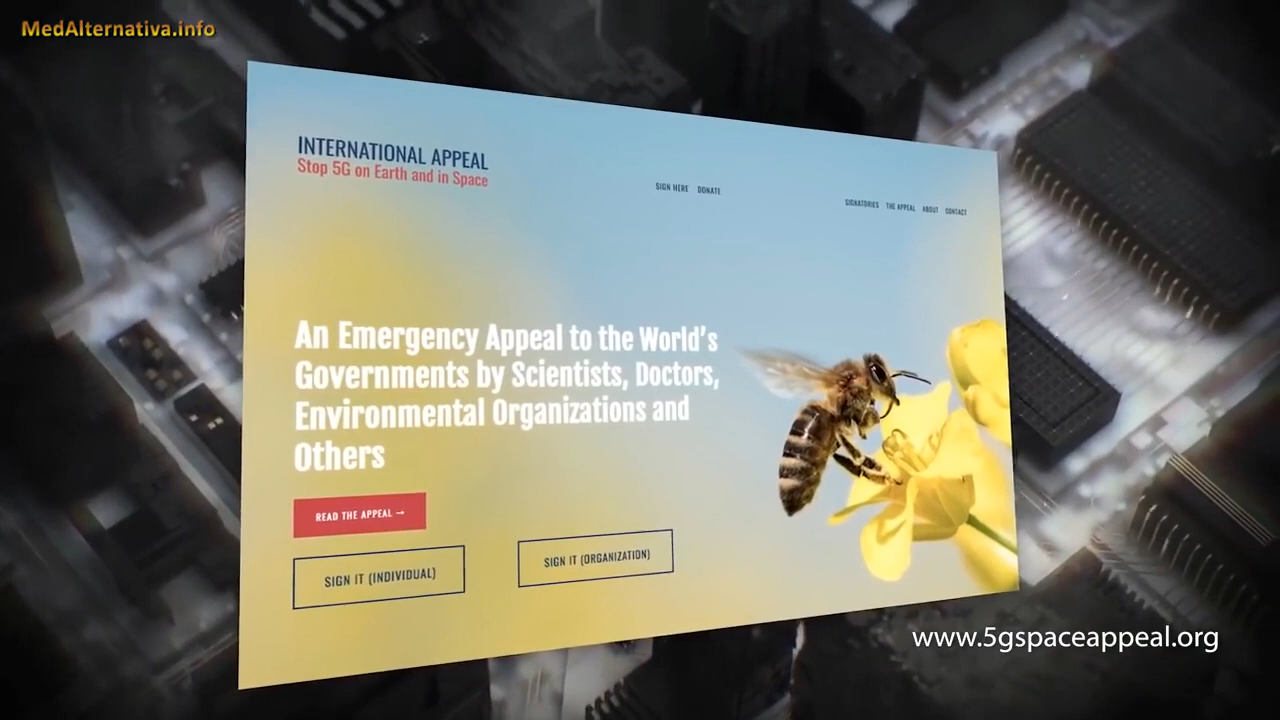 MedAlternativa.info
INTERNATIONAL APPEAL
Stop 5G on Earth and in Space
SIGN HERE DONATE
SIGNATORIES THE APPEAL ABOUT CONTACT
An Emergency Appeal to the World's
Governments by Scientists, Doctors,
Environmental Organizations and
Others
READ THE APPEAL →
SIGN IT (INDIVIDUAL)
SIGN IT (ORGANIZATION)
www.5gspaceappeal.org